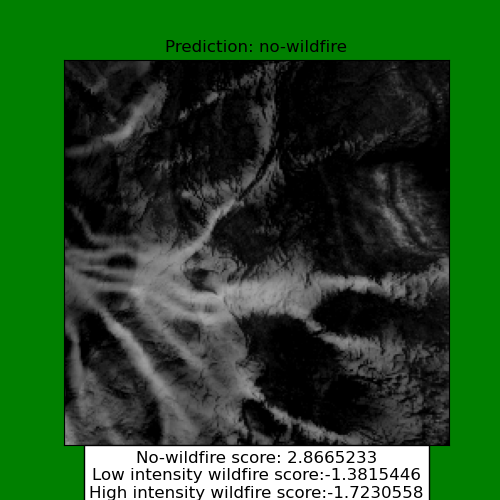 Prediction: no-wildfire
No-wildfire score: 2.8665233
Low intensity wildfire score:-1.3815446
High intensity wildfire score:-1.7230558